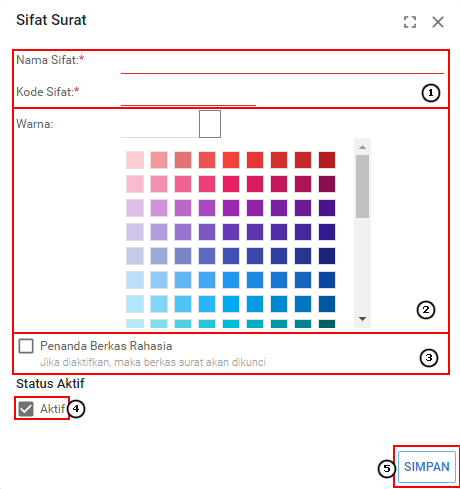 Sifat Surat
Nama Sifat:*
Kode Sifat:*
1
Warna:
2
Penanda Berkas Rahasia
Jika diaktifkan, maka berkas surat akan dikunci
3
Status Aktif
Aktif 4
5 SIMPAN